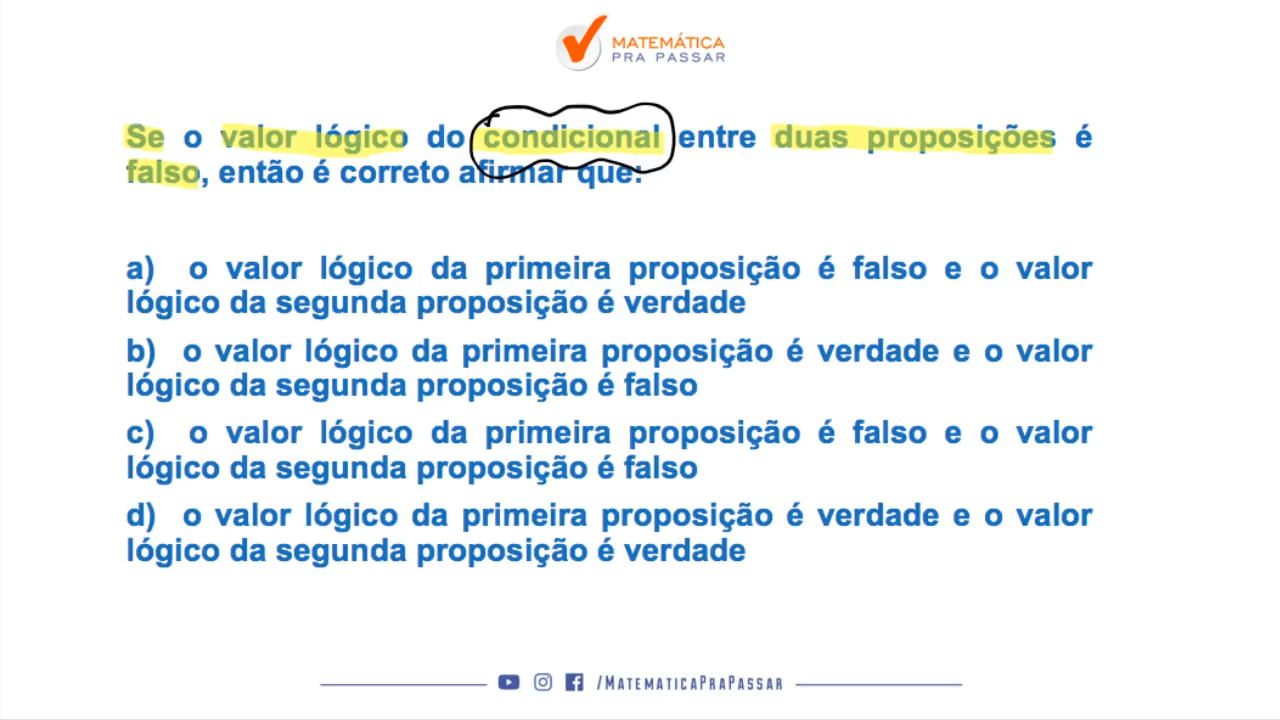 MATEMÁTICA
PRA PASSAR
Se o valor lógico do condicional entre duas proposições é
falso, então é correto afirmar que:
a) o valor lógico da primeira proposição é falso e o valor
lógico da segunda proposição é verdade
b) o valor lógico da primeira proposição é verdade e o valor
lógico da segunda proposição é falso
c) o valor lógico da primeira proposição é falso e o valor
lógico da segunda proposição é falso
d) o valor lógico da primeira proposição é verdade e o valor
lógico da segunda proposição é verdade
/MATEMATICAPRAPASSAR